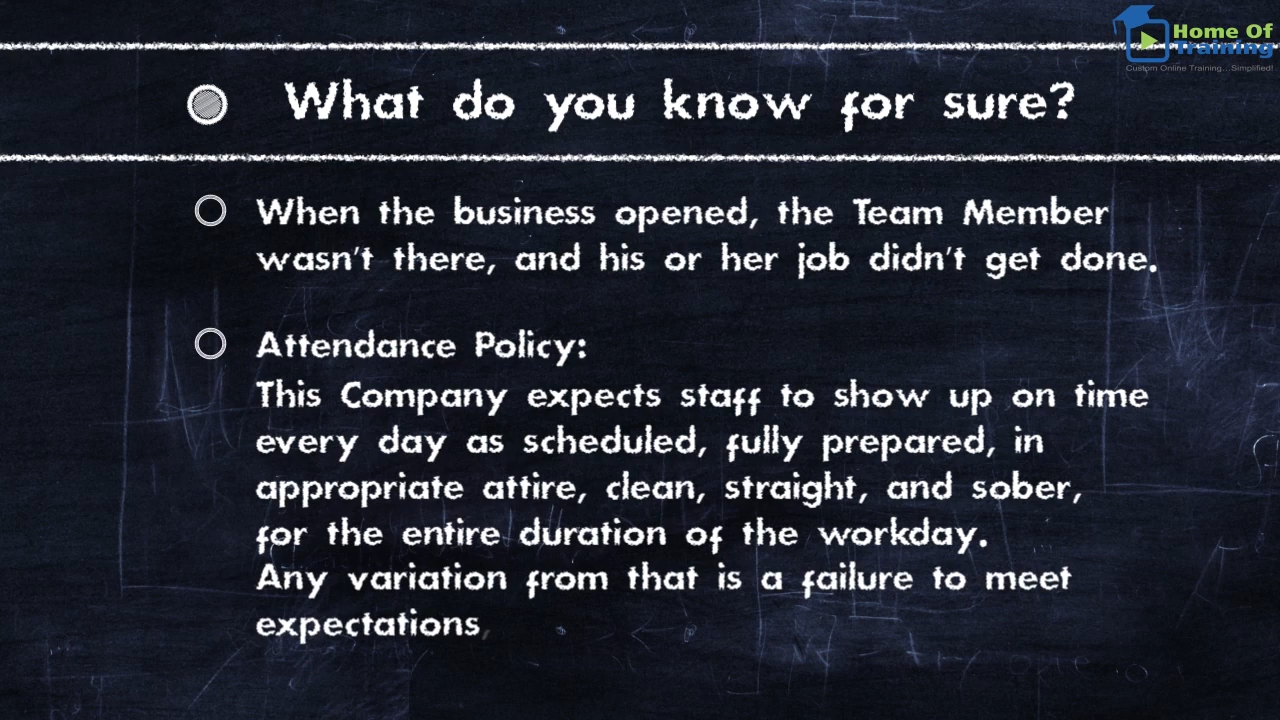 Home Of
Training
Custom Online Training...Simplified!
What do you know for sure?
When the business opened, the Team Member
wasn't there, and his or her job didn't get done.
Attendance Policy:
This Company expects staff to show up on time
every day as scheduled, fully prepared, in
appropriate attire, clean, straight, and sober,
for the entire duration of the workday.
Any variation from that is a failure to meet
expectations,